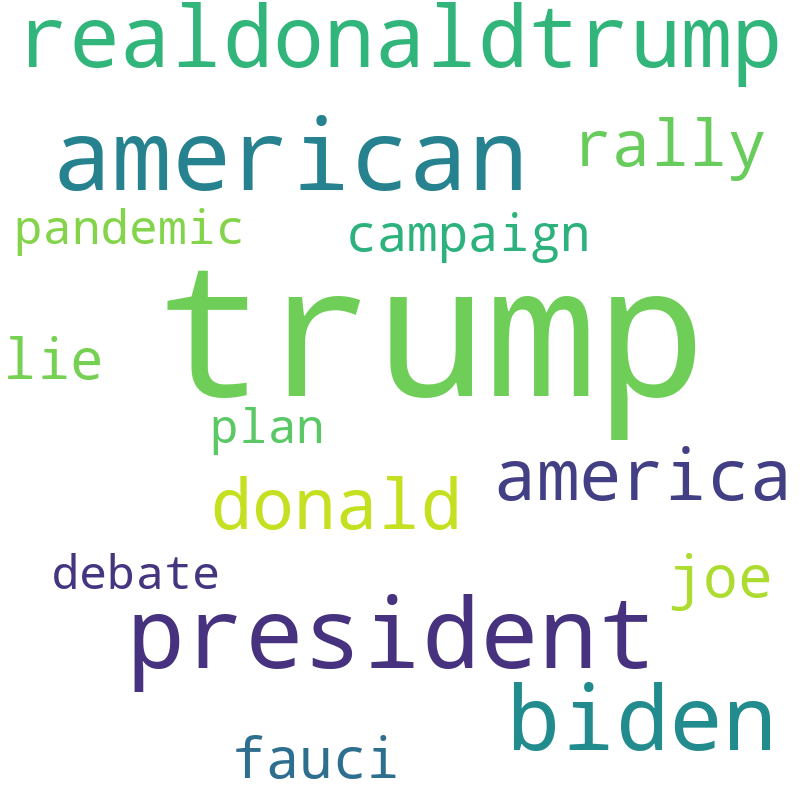 realdonaldtrump
american rally
pandemic campaign
trump
lie
plan
america
donald
debate joe
president
biden
fauci